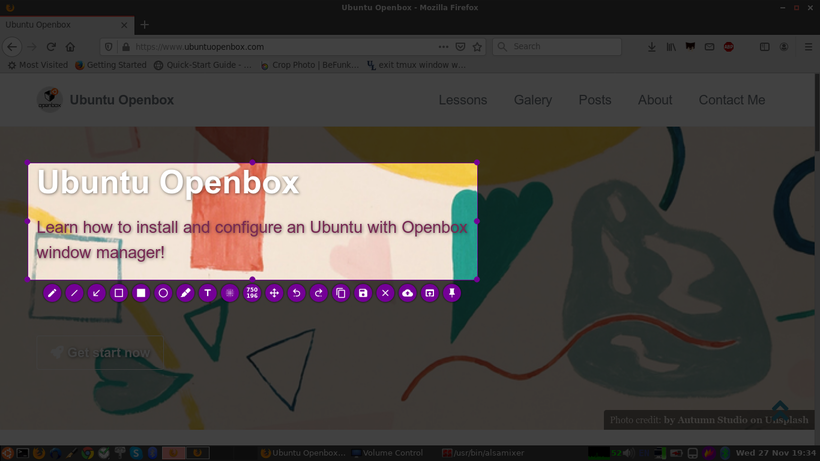 Ubuntu Openbox - Mozilla Firefox
Ubuntu Openbox
https://www.ubuntuopenbox.com
Search
Most Visited Getting Started Quick-Start Guide - ... Crop Photo | BeFunk... exit tmux window w...
Ubuntu Openbox Lessons Galery Posts About Contact Me
Ubuntu Openbox
Learn how to install and configure an Ubuntu with Openbox
window manager!
T 750
196
Get start now
Photo credit: by Autumn Studio on Unsplash
Ubuntu Openbox... Volume Control /usr/bin/alsamixer Wed 27 Nov 19:34